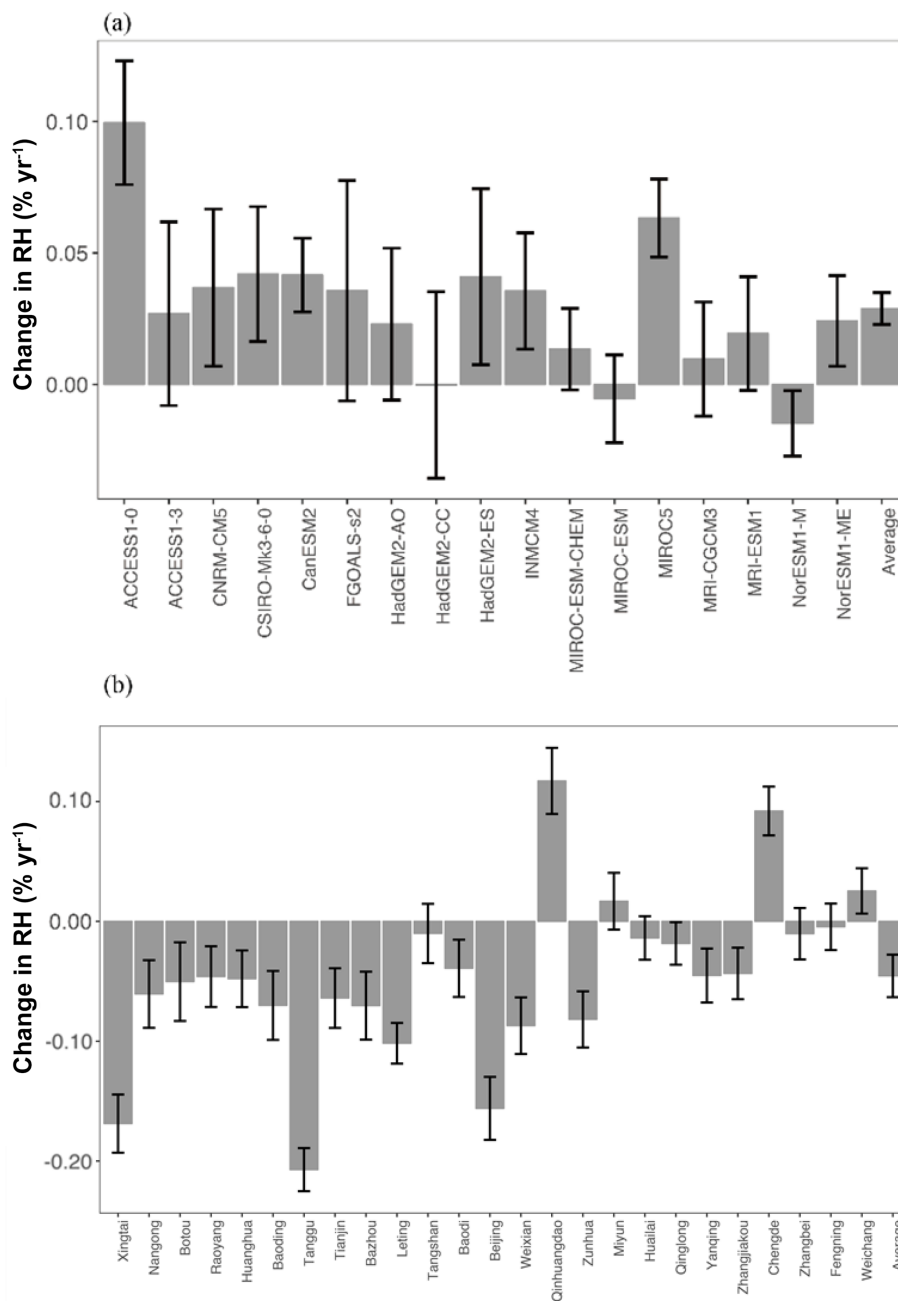 (a)
Change in RH (% yr⁻¹)
0.10
0.05
0.00
ACCESS1-0
ACCESS1-3
CNRM-CM5
CSIRO-Mk3-6-0
CanESM2
FGOALS-s2
HadGEM2-AO
HadGEM2-CC
HadGEM2-ES
INMCM4
MIROC-ESM-CHEM
MIROC-ESM
MIROC5
MRI-CGCM3
MRI-ESM1
NorESM1-M
NorESM1-ME
Average
(b)
Change in RH (% yr⁻¹)
0.10
0.00
-0.10
-0.20
Xingtai
Nangong
Botou
Raoyang
Huanghua
Baoding
Tanggu
Tianjin
Bazhou
Leting
Tangshan
Baodi
Beijing
Weixian
Qinhuangdao
Zunhua
Miyun
Huailai
Qinglong
Yanqing
Zhangjiakou
Chengde
Zhangbei
Fengning
Weichang
Average